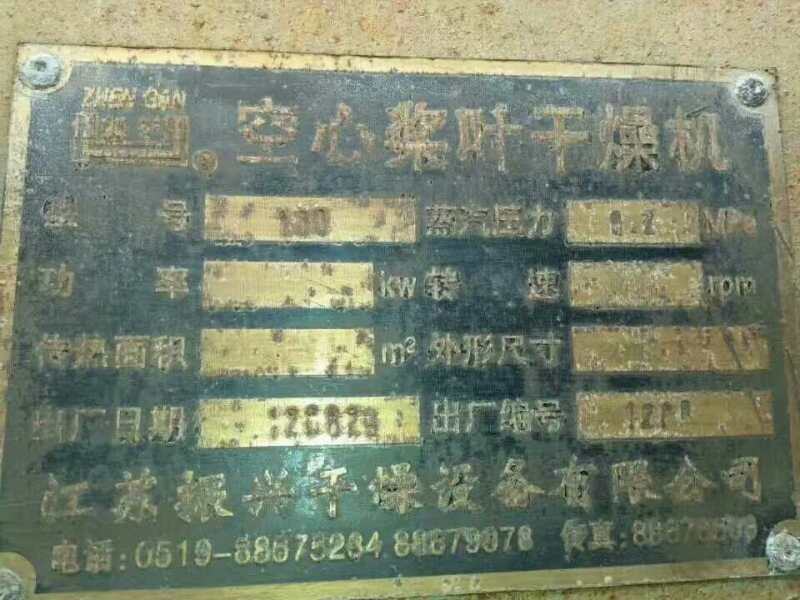 ZHEN GAN
空心桨叶干燥机
型 号 100 蒸汽压力 MPa
功 率 kw 转 速 rpm
传热面积 m² 外形尺寸
出厂日期 120829 出厂编号
江苏振兴干燥设备有限公司
电话:0519-88675284 88679078 传真: